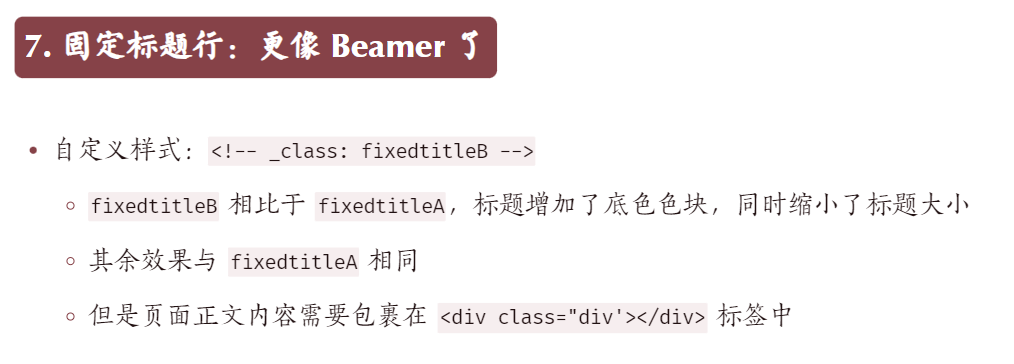 7. 固定标题行：更像 Beamer 了
自定义样式：<!-- _class: fixedtitleB -->
fixedtitleB 相比于 fixedtitleA，标题增加了底色色块，同时缩小了标题大小
其余效果与 fixedtitleA 相同
但是页面正文内容需要包裹在 <div class="div'></div> 标签中